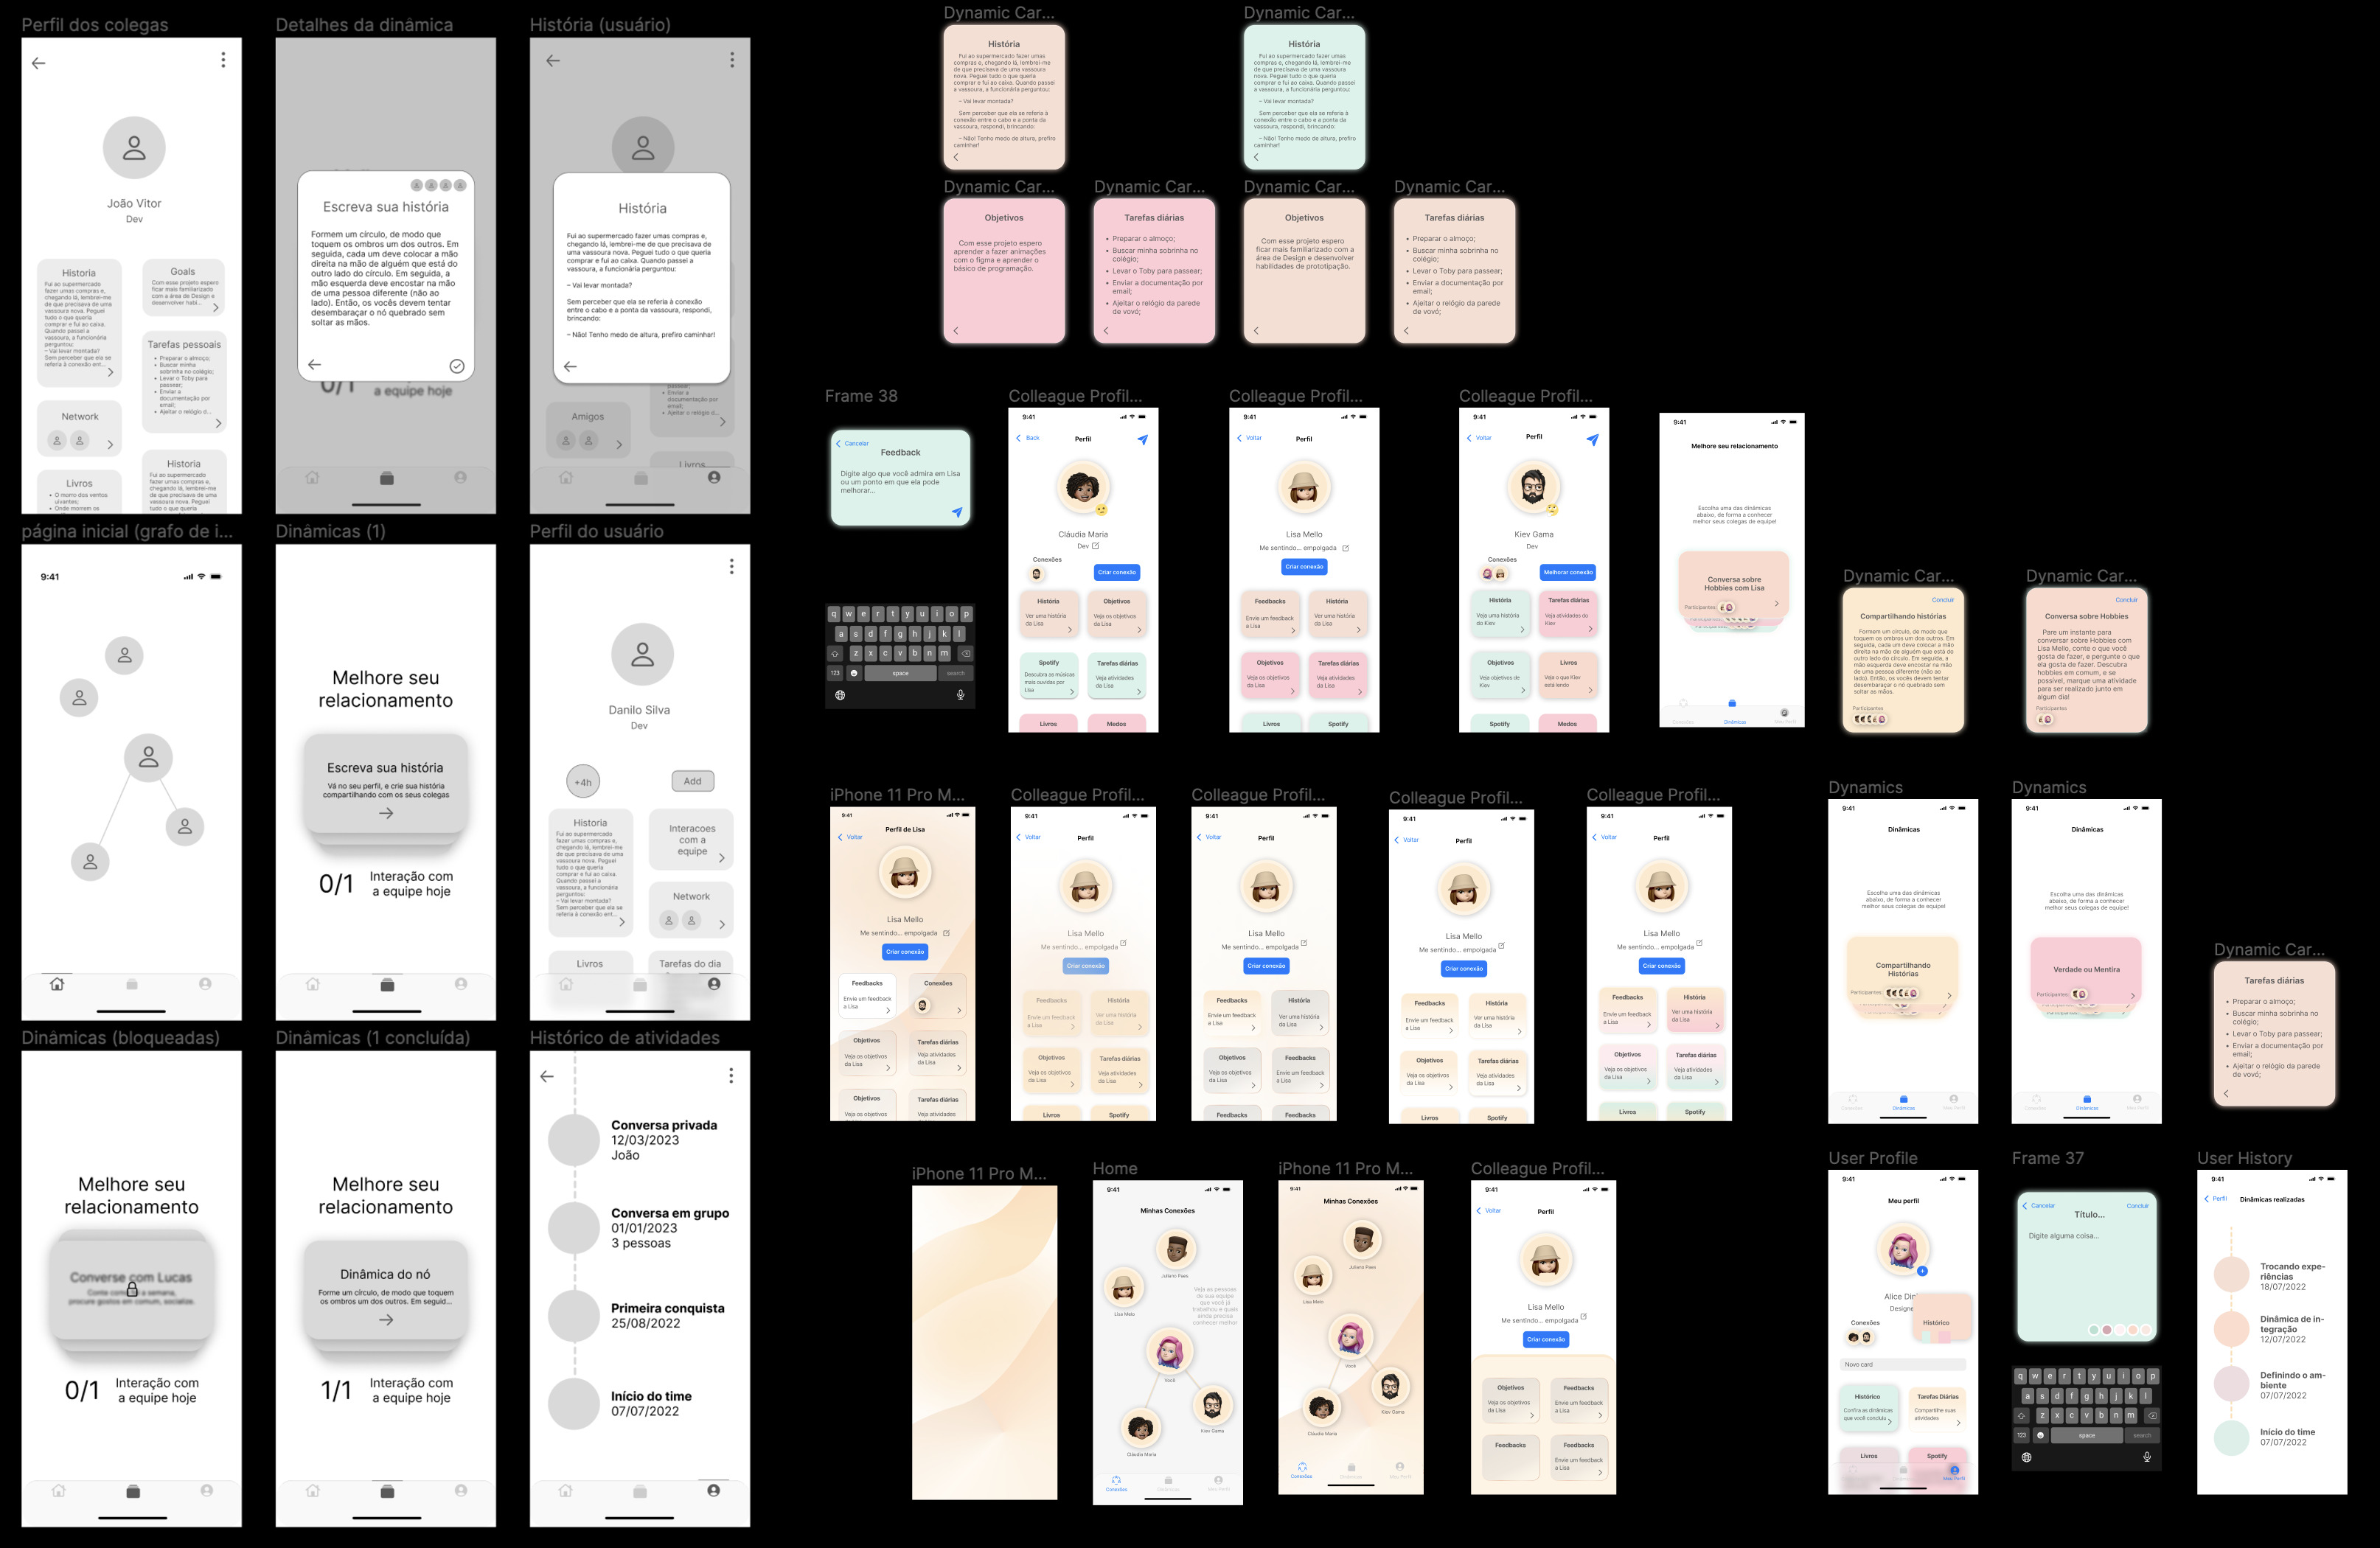 Perfil dos colegas
João Vitor
Dev
Historia
Fui ao supermercado
fazer umas compras e,
chegando lá, lembrei-me
de que precisava de uma
vassoura nova. Peguei
tudo o que queria
comprar e fui ao caixa.
Quando passei a
vassoura, a funcionária
perguntou:
– Vai levar montada?
Sem perceber que ela se
referia à conexão ent...
Goals
Com esse projeto espero
ficar mais familiarizado
com a área de Design e
desenvolver habi...
Tarefas pessoais
• Preparar o almoço;
• Buscar minha
sobrinha no colégio;
• Levar o Toby para
passear;
• Enviar a
documentação por
email;
• Ajeitar o relógio d...
Network
Livros
• O morro dos ventos
uivantes;
• Onde morrem os
Historia
Fui ao supermercado
fazer umas compras e,
chegando lá, lembrei-me
de que precisava de uma
vassoura nova. Peguei
tudo o que queria
Detalhes da dinâmica
Escreva sua história
Formem um círculo, de modo que
toquem os ombros um dos outros. Em
seguida, cada um deve colocar a mão
direita na mão de alguém que está do
outro lado do círculo. Em seguida, a
mão esquerda deve encostar na mão
de uma pessoa diferente (não ao
lado). Então, os vocês devem tentar
desembaraçar o nó quebrado sem
soltar as mãos.
0/1
a equipe hoje
História (usuário)
História
Fui ao supermercado fazer umas compras e,
chegando lá, lembrei-me de que precisava de
uma vassoura nova. Peguei tudo o que queria
comprar e fui ao caixa. Quando passei a
vassoura, a funcionária perguntou:
– Vai levar montada?
Sem perceber que ela se referia à conexão
entre o cabo e a ponta da vassoura, respondi,
brincando:
– Não! Tenho medo de altura, prefiro caminhar!
passear;
• Enviar a
documentação por
email;
• Ajeitar o relógio d...
Amigos
Livros
página inicial (grafo de i...
9:41
Dinâmicas (1)
Melhore seu
relacionamento
Escreva sua história
Vá no seu perfil, e crie sua história
compartilhando com os seus colegas
0/1
Interação com
a equipe hoje
Perfil do usuário
Danilo Silva
Dev
+4h
Add
Historia
Fui ao supermercado
fazer umas compras e,
chegando lá, lembrei-me
de que precisava de uma
vassoura nova. Peguei
tudo o que queria
comprar e fui ao caixa.
Quando passei a
vassoura, a funcionária
perguntou:
– Vai levar montada?
Sem perceber que ela se
referia à conexão ent...
Interacoes
com a
equipe
Network
Livros
Tarefas do dia
Dinâmicas (bloqueadas)
Melhore seu
relacionamento
Converse com Lucas
0/1
Interação com
a equipe hoje
Dinâmicas (1 concluída)
Melhore seu
relacionamento
Dinâmica do nó
Forme um círculo, de modo que toquem
os ombros um dos outros. Em seguid...
1/1
Interação com
a equipe hoje
Histórico de atividades
Conversa privada
12/03/2023
João
Conversa em grupo
01/01/2023
3 pessoas
Primeira conquista
25/08/2022
Início do time
07/07/2022
Dynamic Car...
História
Fui ao supermercado fazer umas
compras e, chegando lá, lembrei-me
de que precisava de uma vassoura
nova. Peguei tudo o que queria
comprar e fui ao caixa. Quando passei
a vassoura, a funcionária perguntou:
– Vai levar montada?
Sem perceber que ela se referia à
conexão entre o cabo e a ponta da
vassoura, respondi, brincando:
– Não! Tenho medo de altura, prefiro
caminhar!
Dynamic Car...
História
Fui ao supermercado fazer umas
compras e, chegando lá, lembrei-me
de que precisava de uma vassoura
nova. Peguei tudo o que queria
comprar e fui ao caixa. Quando passei
a vassoura, a funcionária perguntou:
– Vai levar montada?
Sem perceber que ela se referia à
conexão entre o cabo e a ponta da
vassoura, respondi, brincando:
– Não! Tenho medo de altura, prefiro
caminhar!
Dynamic Car...
Objetivos
Com esse projeto espero
aprender a fazer animações
com o figma e aprender o
básico de programação.
Dynamic Car...
Tarefas diárias
• Preparar o almoço;
• Buscar minha sobrinha no
colégio;
• Levar o Toby para passear;
• Enviar a documentação por
email;
• Ajeitar o relógio da parede
de vovó;
Dynamic Car...
Objetivos
Com esse projeto espero
ficar mais familiarizado com a
área de Design e desenvolver
habilidades de prototipação.
Dynamic Car...
Tarefas diárias
• Preparar o almoço;
• Buscar minha sobrinha no
colégio;
• Levar o Toby para passear;
• Enviar a documentação por
email;
• Ajeitar o relógio da parede
de vovó;
Frame 38
Cancelar
Feedback
Digite algo que você admira em Lisa
ou um ponto em que ela pode
melhorar...
q w e r t y u i o p
a s d f g h j k l
z x c v b n m
123 space search
Colleague Profil...
9:41
Back
Perfil
Cláudia Maria
Dev
Conexões
Criar conexão
História
Ver uma história
da Lisa
Objetivos
Veja os objetivos
da Lisa
Spotify
Descubra as músicas
mais ouvidas por
Lisa
Tarefas diárias
Veja atividades
da Lisa
Livros
Medos
Colleague Profil...
9:41
Voltar
Perfil
Lisa Mello
Me sentindo... empolgada
Criar conexão
Feedbacks
Envie um feedback
a Lisa
História
Ver uma história
da Lisa
Objetivos
Veja os objetivos
da Lisa
Tarefas diárias
Veja atividades
da Lisa
Livros
Spotify
Colleague Profil...
9:41
Voltar
Perfil
Kiev Gama
Dev
Conexões
Melhorar conexão
História
Veja uma história
do Kiev
Tarefas diárias
Veja atividades do
Kiev
Objetivos
Veja objetivos de
Kiev
Livros
Veja o que Kiev
está lendo
Spotify
Medos
9:41
Melhore seu relacionamento
Escolha uma das dinâmicas
abaixo, de forma a conhecer
melhor seus colegas de equipe!
Conversa sobre
Hobbies com Lisa
Participantes:
Conexões
Dinâmicas
Meu Perfil
Dynamic Car...
Concluir
Compartilhando histórias
Formem um círculo, de modo que
toquem os ombros um dos outros. Em
seguida, cada um deve colocar a mão
direita na mão de alguém que está do
outro lado do círculo. Em seguida, a
mão esquerda deve encostar na mão
de uma pessoa diferente (não ao lado).
Então, os vocês devem tentar
desembaraçar o nó quebrado sem
soltar as mãos.
Participantes
Dynamic Car...
Concluir
Conversa sobre Hobbies
Pare um instante para
conversar sobre Hobbies com
Lisa Mello, conte o que você
gosta de fazer, e pergunte o que
ela gosta de fazer. Descubra
hobbies em comum, e se
possível, marque uma atividade
para ser realizado junto em
algum dia!
Participantes
iPhone 11 Pro M...
9:41
Perfil de Lisa
Voltar
Lisa Mello
Me sentindo... empolgada
Criar conexão
Feedbacks
Envie um feedback
a Lisa
Conexões
Objetivos
Veja os objetivos
da Lisa
Tarefas diárias
Veja atividades
da Lisa
Objetivos
Veja os objetivos
Tarefas diárias
Veja atividades
Colleague Profil...
9:41
Voltar
Perfil
Lisa Mello
Me sentindo... empolgada
Criar conexão
Feedbacks
Envie um feedback
a Lisa
História
Ver uma história
da Lisa
Objetivos
Veja os objetivos
da Lisa
Tarefas diárias
Veja atividades
da Lisa
Livros
Spotify
Colleague Profil...
9:41
Voltar
Perfil
Lisa Mello
Me sentindo... empolgada
Criar conexão
Feedbacks
Envie um feedback
a Lisa
História
Ver uma história
da Lisa
Objetivos
Veja os objetivos
da Lisa
Feedbacks
Envie um feedback
a Lisa
Feedbacks
Feedbacks
Colleague Profil...
9:41
Voltar
Perfil
Lisa Mello
Me sentindo... empolgada
Criar conexão
Feedbacks
Envie um feedback
a Lisa
História
Ver uma história
da Lisa
Objetivos
Veja os objetivos
da Lisa
Tarefas diárias
Veja atividades
da Lisa
Livros
Spotify
Colleague Profil...
9:41
Voltar
Perfil
Lisa Mello
Me sentindo... empolgada
Criar conexão
Feedbacks
Envie um feedback
a Lisa
História
Ver uma história
da Lisa
Objetivos
Veja os objetivos
da Lisa
Tarefas diárias
Veja atividades
da Lisa
Livros
Spotify
Dynamics
9:41
Dinâmicas
Escolha uma das dinâmicas
abaixo, de forma a conhecer
melhor seus colegas de equipe!
Compartilhando
Histórias
Participantes:
Conexões
Dinâmicas
Meu Perfil
Dynamics
9:41
Dinâmicas
Escolha uma das dinâmicas
abaixo, de forma a conhecer
melhor seus colegas de equipe!
Verdade ou Mentira
Participantes:
Conexões
Dinâmicas
Meu Perfil
Dynamic Car...
Tarefas diárias
• Preparar o almoço;
• Buscar minha sobrinha no
colégio;
• Levar o Toby para passear;
• Enviar a documentação por
email;
• Ajeitar o relógio da parede
de vovó;
iPhone 11 Pro M...
Home
9:41
Minhas Conexões
Juliano Paes
Lisa Mello
Veja as pessoas
de sua equipe
que você já
trabalhou e quais
ainda precisa
conhecer melhor
Você
Kiev Gama
Cláudia Maria
Conexões
Dinâmicas
Meu Perfil
iPhone 11 Pro M...
9:41
Minhas Conexões
Juliano Paes
Lisa Mello
Você
Kiev Gama
Cláudia Maria
Conexões
Dinâmicas
Meu Perfil
Colleague Profil...
9:41
Voltar
Perfil
Lisa Mello
Me sentindo... empolgada
Criar conexão
Objetivos
Veja os objetivos
da Lisa
Feedbacks
Envie um feedback
a Lisa
Feedbacks
Feedbacks
Envie um feedback
a Lisa
User Profile
9:41
Meu perfil
Alice Din
Designe
Conexões
Histórico
Novo card
Histórico
Confira as dinâmicas
que você concluiu
Tarefas Diárias
Compartilhe suas
atividades
Livros
Spotify
Meu Perfil
Frame 37
Cancelar
Concluir
Título...
Digite alguma coisa...
q w e r t y u i o p
a s d f g h j k l
z x c v b n m
123 space search
User History
9:41
Perfil
Dinâmicas realizadas
Trocando expe-
riências
18/07/2022
Dinâmica de in-
tegração
12/07/2022
Definindo o am-
biente
07/07/2022
Início do time
07/07/2022